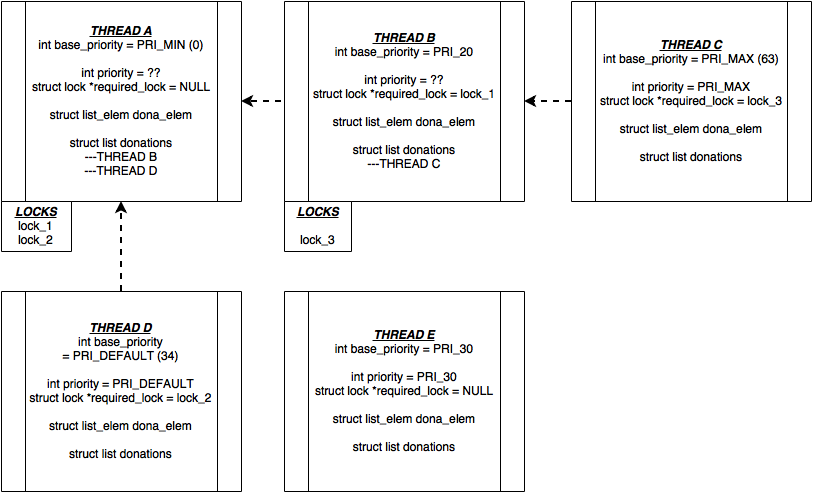 THREAD A
int base_priority = PRI_MIN (0)
int priority = ??
struct lock *required_lock = NULL
struct list_elem dona_elem
struct list donations
---THREAD B
---THREAD D
LOCKS
lock_1
lock_2
THREAD B
int base_priority = PRI_20
int priority = ??
struct lock *required_lock = lock_1
struct list_elem dona_elem
struct list donations
---THREAD C
LOCKS
lock_3
THREAD C
int base_priority = PRI_MAX (63)
int priority = PRI_MAX
struct lock *required_lock = lock_3
struct list_elem dona_elem
struct list donations
THREAD D
int base_priority
= PRI_DEFAULT (34)
int priority = PRI_DEFAULT
struct lock *required_lock = lock_2
struct list_elem dona_elem
struct list donations
THREAD E
int base_priority = PRI_30
int priority = PRI_30
struct lock *required_lock = NULL
struct list_elem dona_elem
struct list donations